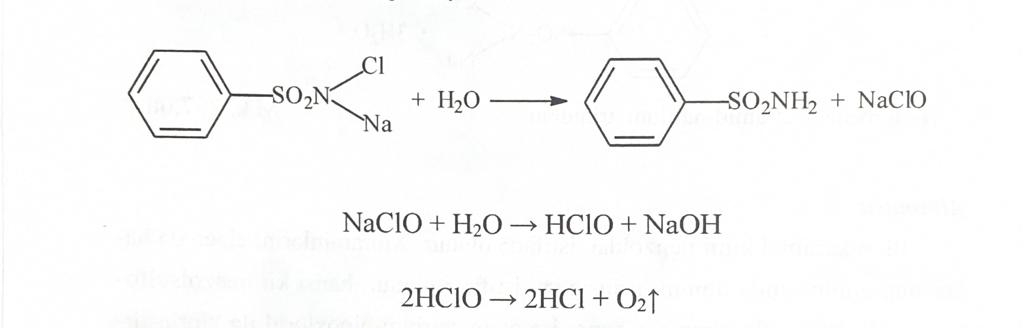 SO₂N Cl Na + H₂O ⟶ SO₂NH₂ + NaClO
NaClO + H₂O → HClO + NaOH
2HClO → 2HCl + O₂↑